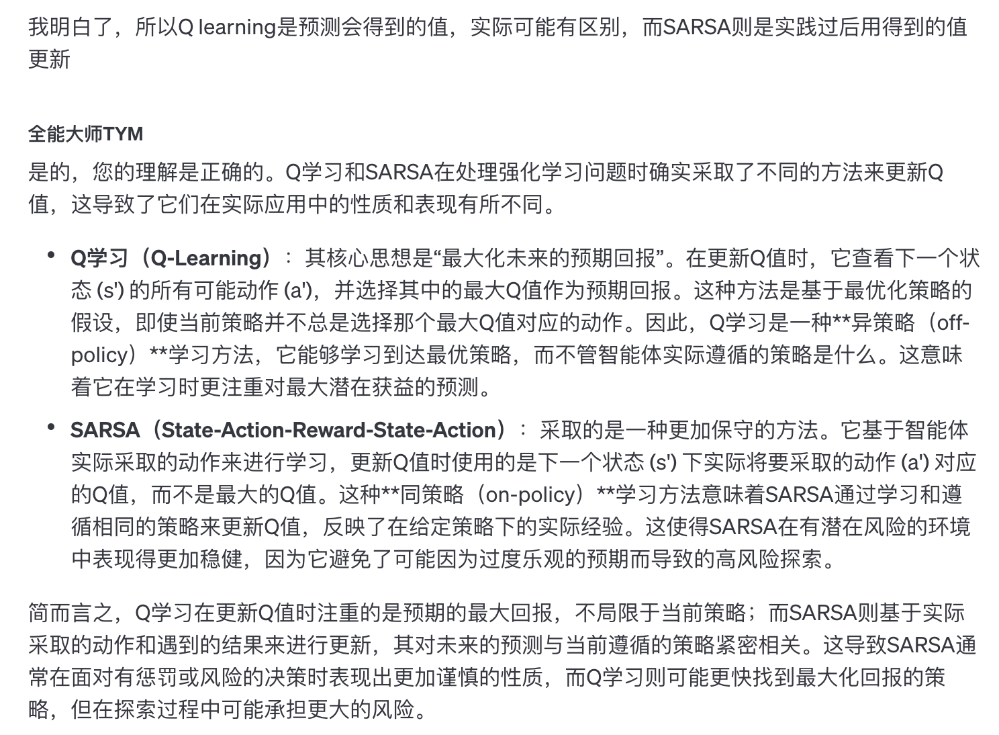 我明白了，所以Q learning是预测会得到的值，实际可能有区别，而SARSA则是实践过后用得到的值
更新
全能大师TYM
是的，您的理解是正确的。Q学习和SARSA在处理强化学习问题时确实采取了不同的方法来更新Q
值，这导致了它们在实际应用中的性质和表现有所不同。
• Q学习（Q-Learning）：其核心思想是“最大化未来的预期回报”。在更新Q值时，它查看下一个状
态 (s') 的所有可能动作 (a')，并选择其中的最大Q值作为预期回报。这种方法是基于最优化策略的
假设，即使当前策略并不总是选择那个最大Q值对应的动作。因此，Q学习是一种**异策略（off-
policy）**学习方法，它能够学习到达最优策略，而不管智能体实际遵循的策略是什么。这意味
着它在学习时更注重对最大潜在获益的预测。
• SARSA（State-Action-Reward-State-Action）：采取的是一种更加保守的方法。它基于智能体
实际采取的动作来进行学习，更新Q值时使用的是下一个状态 (s') 下实际将要采取的动作 (a') 对应
的Q值，而不是最大的Q值。这种**同策略（on-policy）**学习方法意味着SARSA通过学习和遵
循相同的策略来更新Q值，反映了在给定策略下的实际经验。这使得SARSA在有潜在风险的环境
中表现得更加稳健，因为它避免了可能因为过度乐观的预期而导致的高风险探索。
简而言之，Q学习在更新Q值时注重的是预期的最大回报，不局限于当前策略；而SARSA则基于实际
采取的动作和遇到的结果来进行更新，其对未来的预测与当前遵循的策略紧密相关。这导致SARSA通
常在面对有惩罚或风险的决策时表现出更加谨慎的性质，而Q学习则可能更快找到最大化回报的策
略，但在探索过程中可能承担更大的风险。